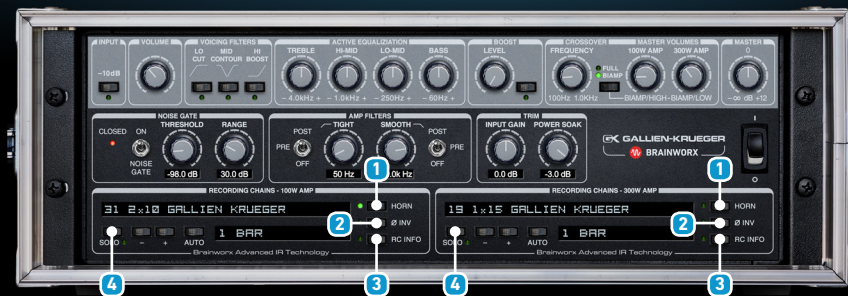 INPUT
-10dB
VOLUME
VOICING FILTERS
LO MID HI
CUT CONTOUR BOOST
ACTIVE EQUALIZATION
TREBLE HI-MID LO-MID BASS
- 4.0kHz + - 1.0kHz + - 250Hz + - 60Hz +
BOOST
LEVEL
CROSSOVER
FREQUENCY
100Hz 1.0KHz
FULL
BIAMP
MASTER VOLUMES
100W AMP 300W AMP
BIAMP/HIGH BIAMP/LOW
MASTER
0
-∞ dB +12
NOISE GATE
CLOSED ON THRESHOLD RANGE
NOISE
GATE
-98.0 dB 30.0 dB
AMP FILTERS
POST TIGHT SMOOTH POST
PRE PRE
OFF OFF
50 Hz .0k Hz
TRIM
INPUT GAIN POWER SOAK
0.0 dB -3.0 dB
GK GALLIEN-KRUEGER
BRAINWORX
I
O
RECORDING CHAINS - 100W AMP
31 2x10 GALLIEN KRUEGER
1
HORN
2
Ø INV
SOLO - + AUTO
1 BAR
RC INFO
Brainworx Advanced IR Technology
4
3
RECORDING CHAINS - 300W AMP
19 1x15 GALLIEN KRUEGER
1
HORN
2
Ø INV
SOLO - + AUTO
1 BAR
RC INFO
Brainworx Advanced IR Technology
4
3